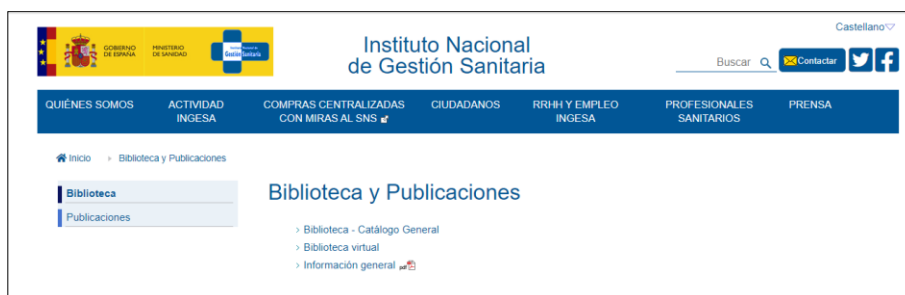 Castellano
GOBIERNO
DE ESPAÑA
MINISTERIO
DE SANIDAD
Instituto Nacional
de Gestión Sanitaria
Buscar
Contactar
QUIÉNES SOMOS
ACTIVIDAD
INGESA
COMPRAS CENTRALIZADAS
CON MIRAS AL SNS
CIUDADANOS
RRHH Y EMPLEO
INGESA
PROFESIONALES
SANITARIOS
PRENSA
Inicio > Biblioteca y Publicaciones
Biblioteca
Publicaciones
Biblioteca y Publicaciones
> Biblioteca - Catálogo General
> Biblioteca virtual
> Información general pdf